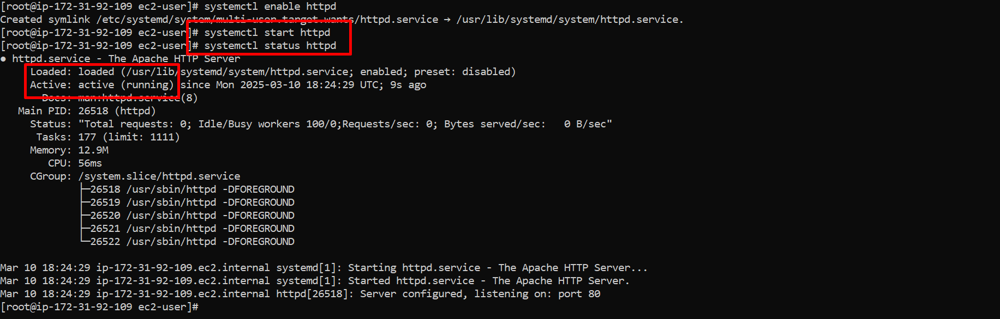 [root@ip-172-31-92-109 ec2-user]# systemctl enable httpd
Created symlink /etc/systemd/system/multi-user.target.wants/httpd.service → /usr/lib/systemd/system/httpd.service.
[root@ip-172-31-92-109 ec2-user]# systemctl start httpd
[root@ip-172-31-92-109 ec2-user]# systemctl status httpd
● httpd.service - The Apache HTTP Server
     Loaded: loaded (/usr/lib/systemd/system/httpd.service; enabled; preset: disabled)
     Active: active (running) since Mon 2025-03-10 18:24:29 UTC; 9s ago
       Docs: man:httpd.service(8)
   Main PID: 26518 (httpd)
     Status: "Total requests: 0; Idle/Busy workers 100/0;Requests/sec: 0; Bytes served/sec:   0 B/sec"
      Tasks: 177 (limit: 1111)
     Memory: 12.9M
        CPU: 56ms
     CGroup: /system.slice/httpd.service
             ├─26518 /usr/sbin/httpd -DFOREGROUND
             ├─26519 /usr/sbin/httpd -DFOREGROUND
             ├─26520 /usr/sbin/httpd -DFOREGROUND
             ├─26521 /usr/sbin/httpd -DFOREGROUND
             └─26522 /usr/sbin/httpd -DFOREGROUND
Mar 10 18:24:29 ip-172-31-92-109.ec2.internal systemd[1]: Starting httpd.service - The Apache HTTP Server...
Mar 10 18:24:29 ip-172-31-92-109.ec2.internal systemd[1]: Started httpd.service - The Apache HTTP Server.
Mar 10 18:24:29 ip-172-31-92-109.ec2.internal httpd[26518]: Server configured, listening on: port 80
[root@ip-172-31-92-109 ec2-user]#